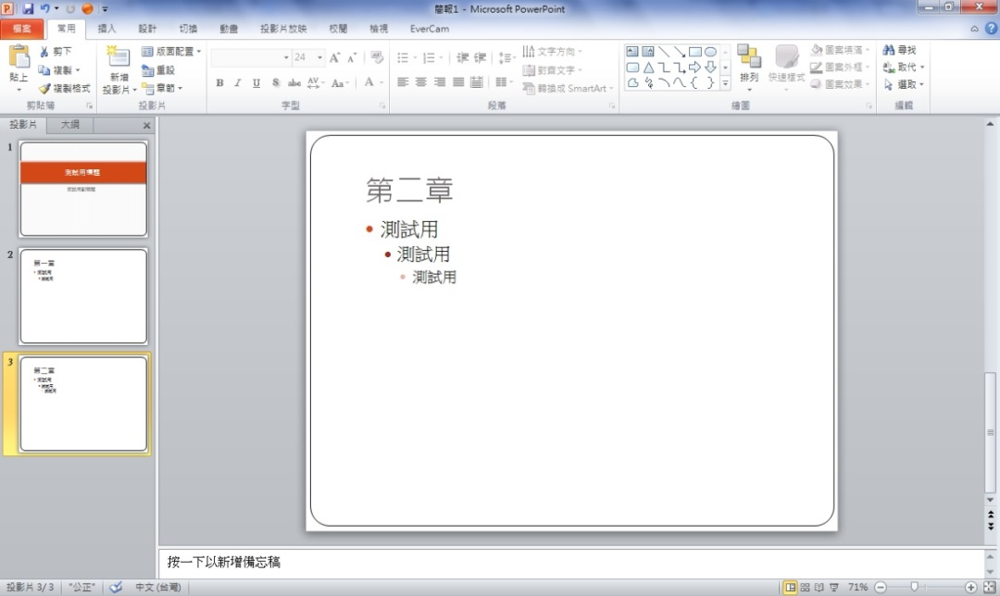 簡報1 - Microsoft PowerPoint
檔案 常用 插入 設計 切換 動畫 投影片放映 校閱 檢視 EverCam
貼上 剪下 複製 複製格式 剪貼簿
新增投影片 版面配置 重設 章節 投影片
24 B I U S abc AV Aa A 字型
文字方向 對齊文字 轉換成 SmartArt 段落
排列 快速樣式 圖案填滿 圖案外框 圖案效果 繪圖
尋找 取代 選取 編輯
投影片 大綱
1
測試用標題
測試用副標題
2
第一章
測試用
測試用
3
第二章
測試用
測試用
測試用
第二章
• 測試用
• 測試用
• 測試用
按一下以新增備忘稿
投影片 3/3 "公正" 中文 (台灣) 71%